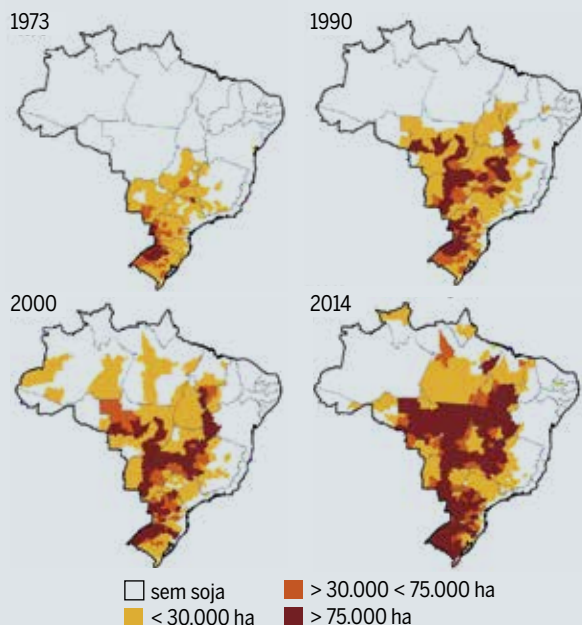 1973
1990
2000
2014
sem soja
> 30.000 < 75.000 ha
< 30.000 ha
> 75.000 ha